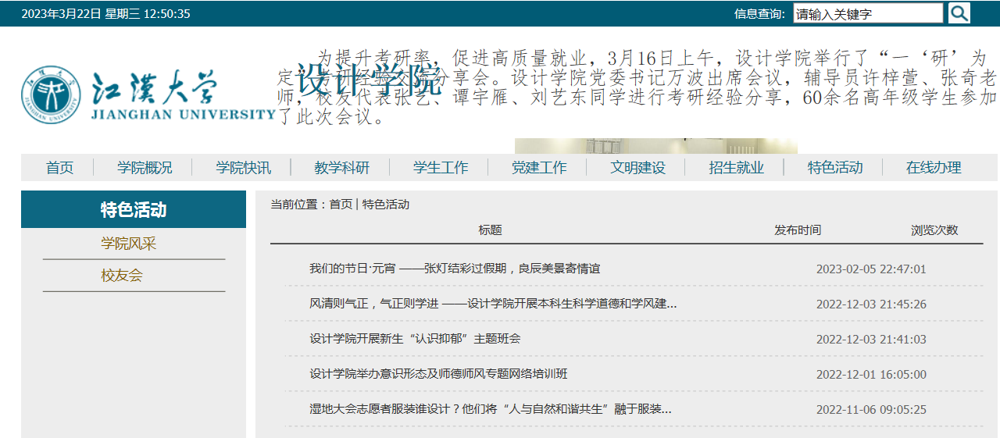 2023年3月22日 星期三 12:50:35
信息查询:
请输入关键字
江漢大学
JIANGHAN UNIVERSITY
设计学院
为提升考研率，促进高质量就业，3月16日上午，设计学院举行了“一‘研’为
定”考研经验交流分享会。设计学院党委书记万波出席会议，辅导员许梓萱、张奇老
师，校友代表张艺、谭宇雁、刘艺东同学进行考研经验分享，60余名高年级学生参加
了此次会议。
首页 学院概况 学院快讯 教学科研 学生工作 党建工作 文明建设 招生就业 特色活动 在线办理
特色活动
学院风采
校友会
当前位置：首页 | 特色活动
标题 发布时间 浏览次数
我们的节日·元宵 ——张灯结彩过假期，良辰美景寄情谊 2023-02-05 22:47:01
风清则气正，气正则学进 ——设计学院开展本科生科学道德和学风建... 2022-12-03 21:45:26
设计学院开展新生“认识抑郁”主题班会 2022-12-03 21:41:03
设计学院举办意识形态及师德师风专题网络培训班 2022-12-01 16:05:00
湿地大会志愿者服装谁设计？他们将“人与自然和谐共生”融于服装... 2022-11-06 09:05:25